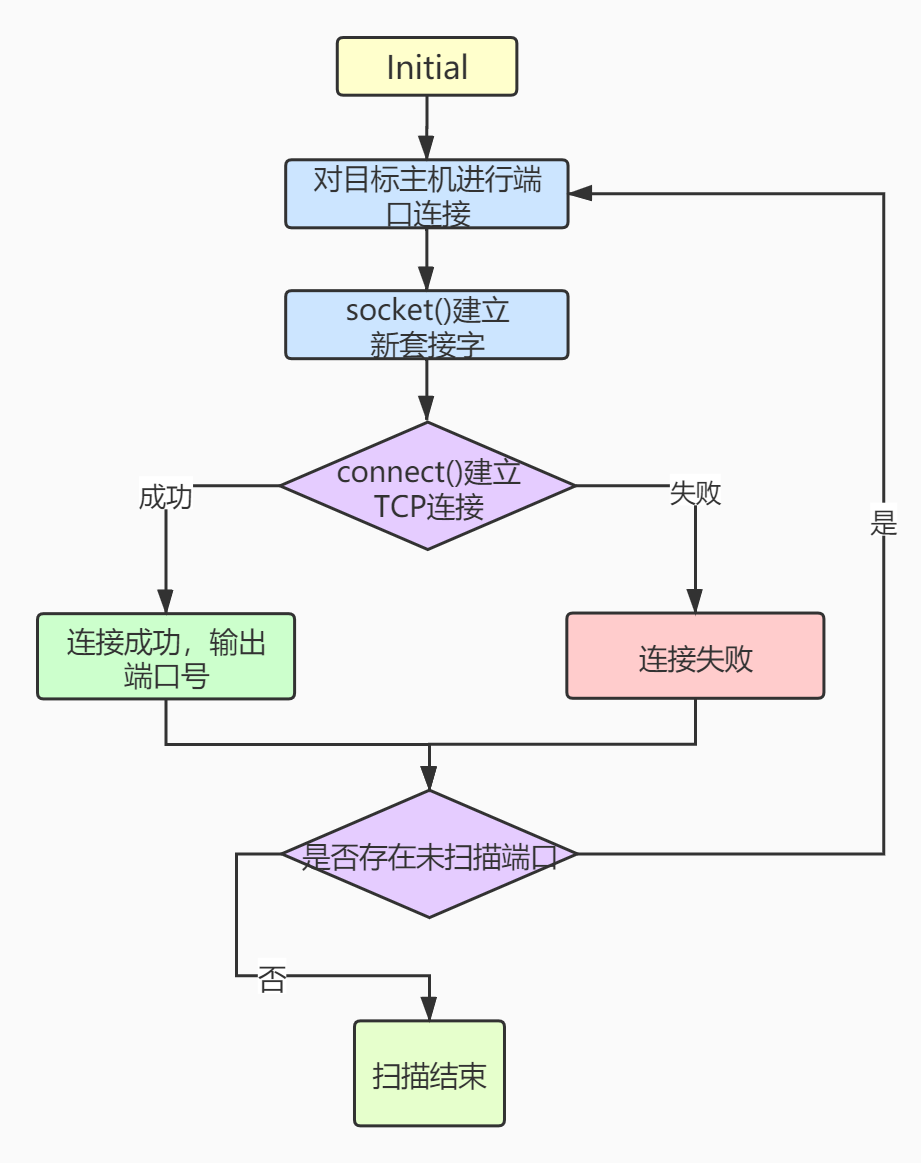 Initial
对目标主机进行端
口连接
socket()建立
新套接字
connect()建立
TCP连接
成功
失败
是
连接成功，输出
端口号
连接失败
是否存在未扫描端口
否
扫描结束